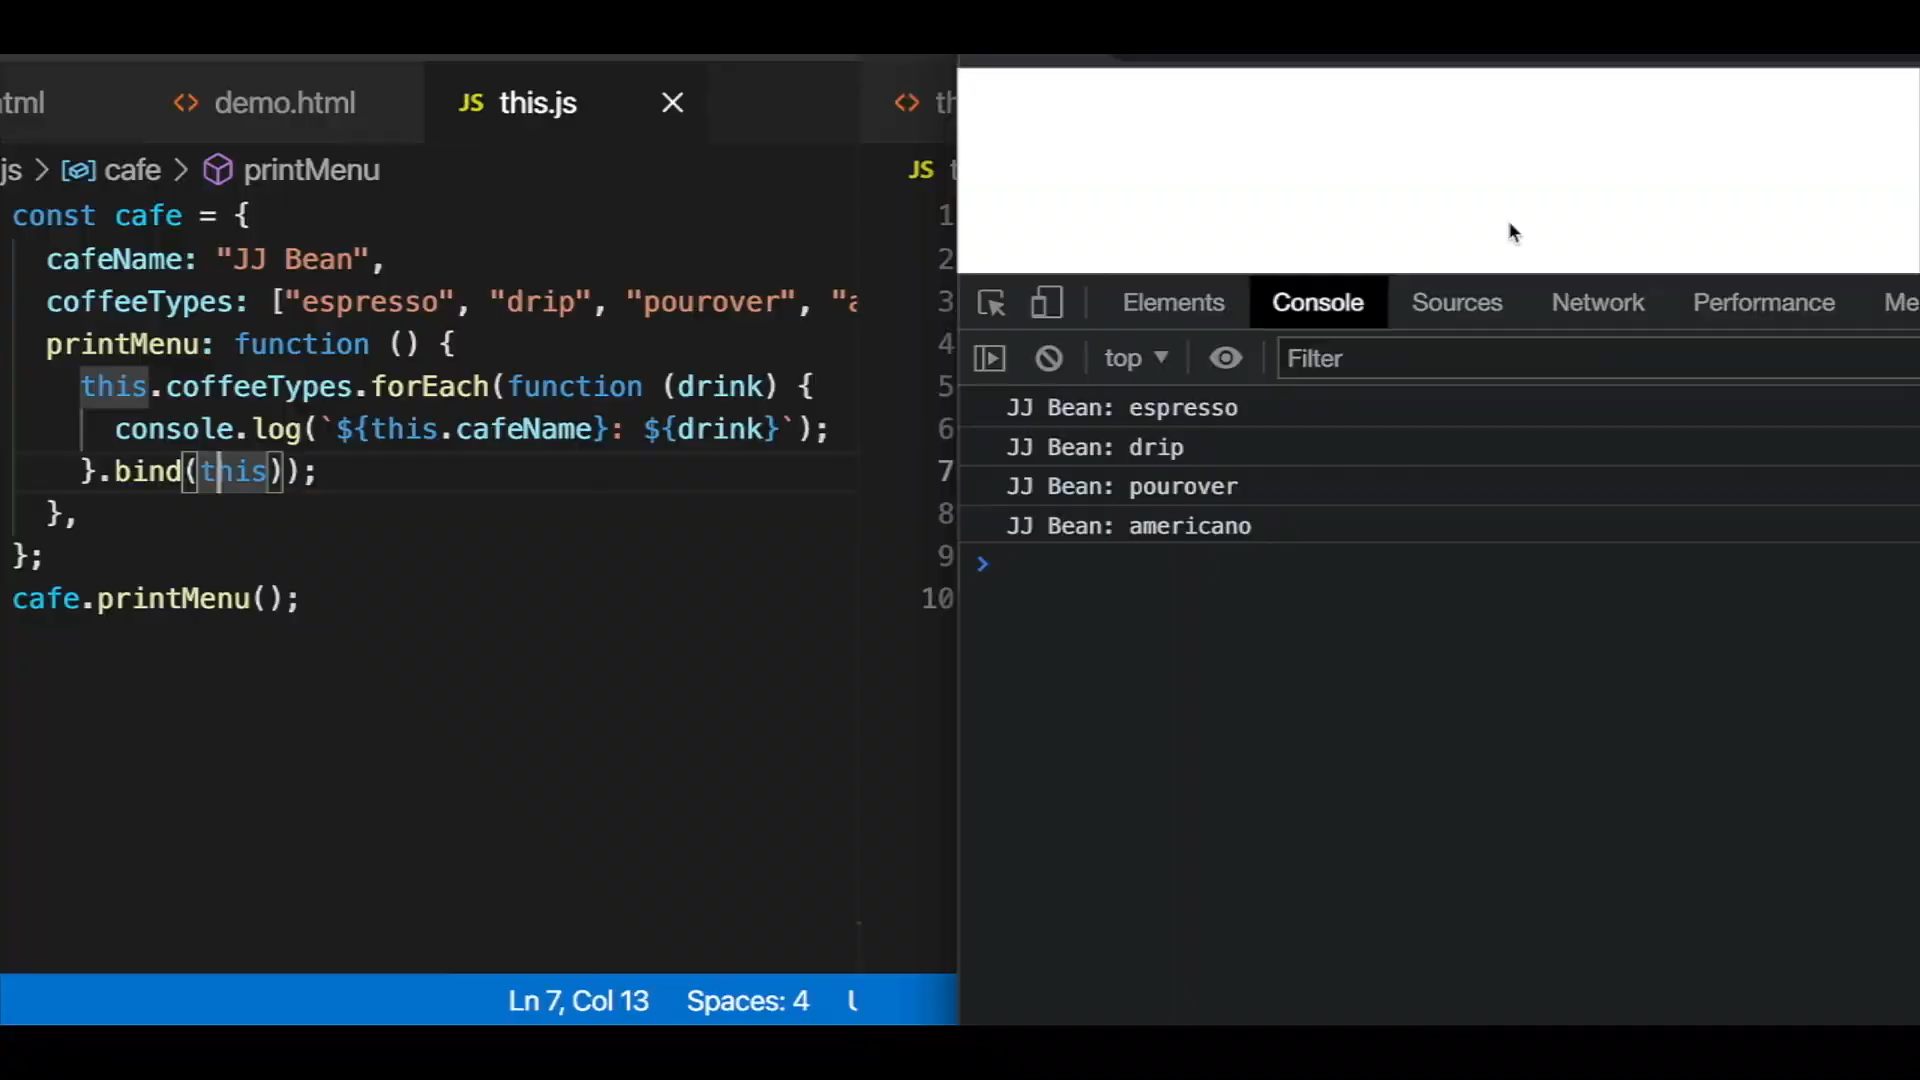 tml
<> demo.html
JS this.js
<> th
js > cafe > printMenu
JS t
const cafe = {
cafeName: "JJ Bean",
coffeeTypes: ["espresso", "drip", "pourover", "a
printMenu: function () {
this.coffeeTypes.forEach(function (drink) {
console.log(`${this.cafeName}: ${drink}`);
}.bind(this));
},
};
cafe.printMenu();
1
2
3
4
5
6
7
8
9
10
Ln 7, Col 13 Spaces: 4
Elements Console Sources Network Performance Me
top Filter
JJ Bean: espresso
JJ Bean: drip
JJ Bean: pourover
JJ Bean: americano
>